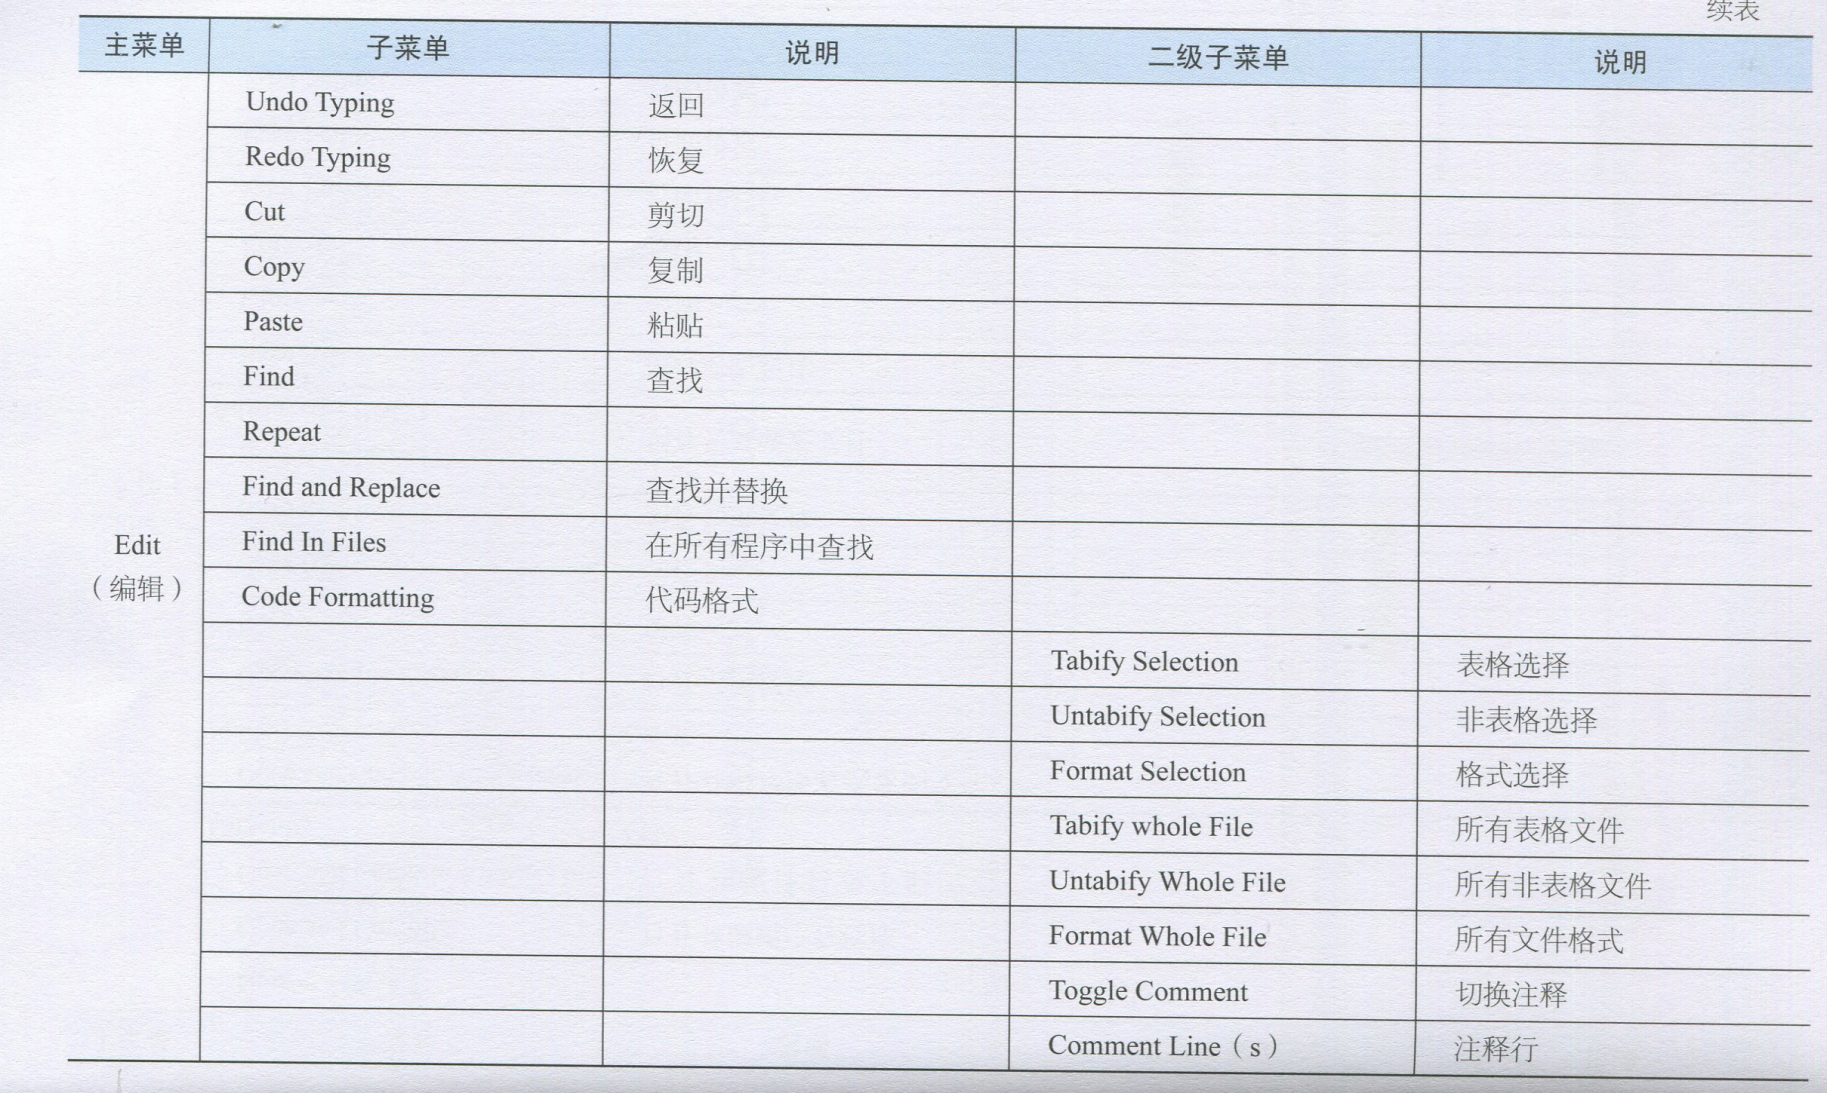 续表
主菜单 子菜单 说明 二级子菜单 说明
Undo Typing 返回
Redo Typing 恢复
Cut 剪切
Copy 复制
Paste 粘贴
Find 查找
Repeat
Find and Replace 查找并替换
Edit
（编辑）
Find In Files 在所有程序中查找
Code Formatting 代码格式
Tabify Selection 表格选择
Untabify Selection 非表格选择
Format Selection 格式选择
Tabify whole File 所有表格文件
Untabify Whole File 所有非表格文件
Format Whole File 所有文件格式
Toggle Comment 切换注释
Comment Line（s） 注释行